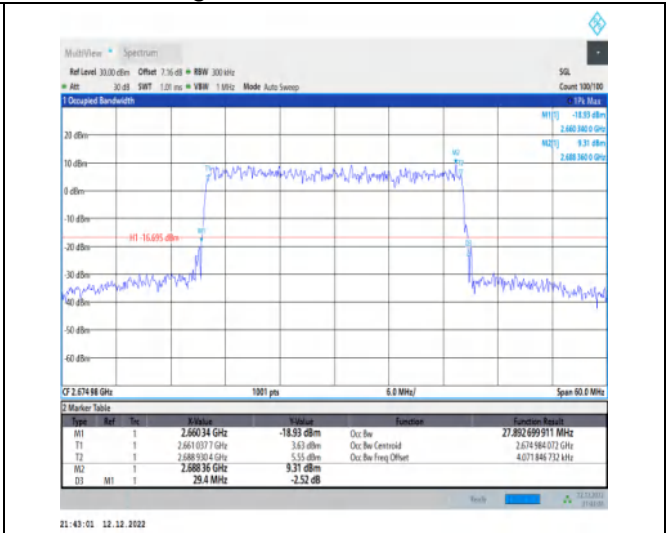 MultiView Spectrum
Ref Level 30.00 dBm Offset 7.16 dB RBW 300 kHz SGL
Att 30 dB SWT 1.01 ms VBW 1 MHz Mode Auto Sweep Count 100/100
1 Occupied Bandwidth 1Pk Max
M1[1] -18.93 dBm
2.660 340 0 GHz
M2[1] 9.31 dBm
2.688 360 0 GHz
20 dBm
M2
T1 T2
10 dBm
0 dBm
-10 dBm
H1 -16.695 dBm M1
-20 dBm D3
-30 dBm
-40 dBm
-50 dBm
-60 dBm
CF 2.674 98 GHz 1001 pts 6.0 MHz/ Span 60.0 MHz
2 Marker Table
Type Ref Trc X-Value Y-Value Function Function Result
M1 1 2.660 34 GHz -18.93 dBm Occ Bw 27.892 699 911 MHz
T1 1 2.661 037 7 GHz 3.63 dBm Occ Bw Centroid 2.674 984 072 GHz
T2 1 2.688 930 4 GHz 5.55 dBm Occ Bw Freq Offset 4.071 846 732 kHz
M2 1 2.688 36 GHz 9.31 dBm
D3 M1 1 29.4 MHz -2.52 dB
Ready 12.12.2022
21:43:01 12.12.2022